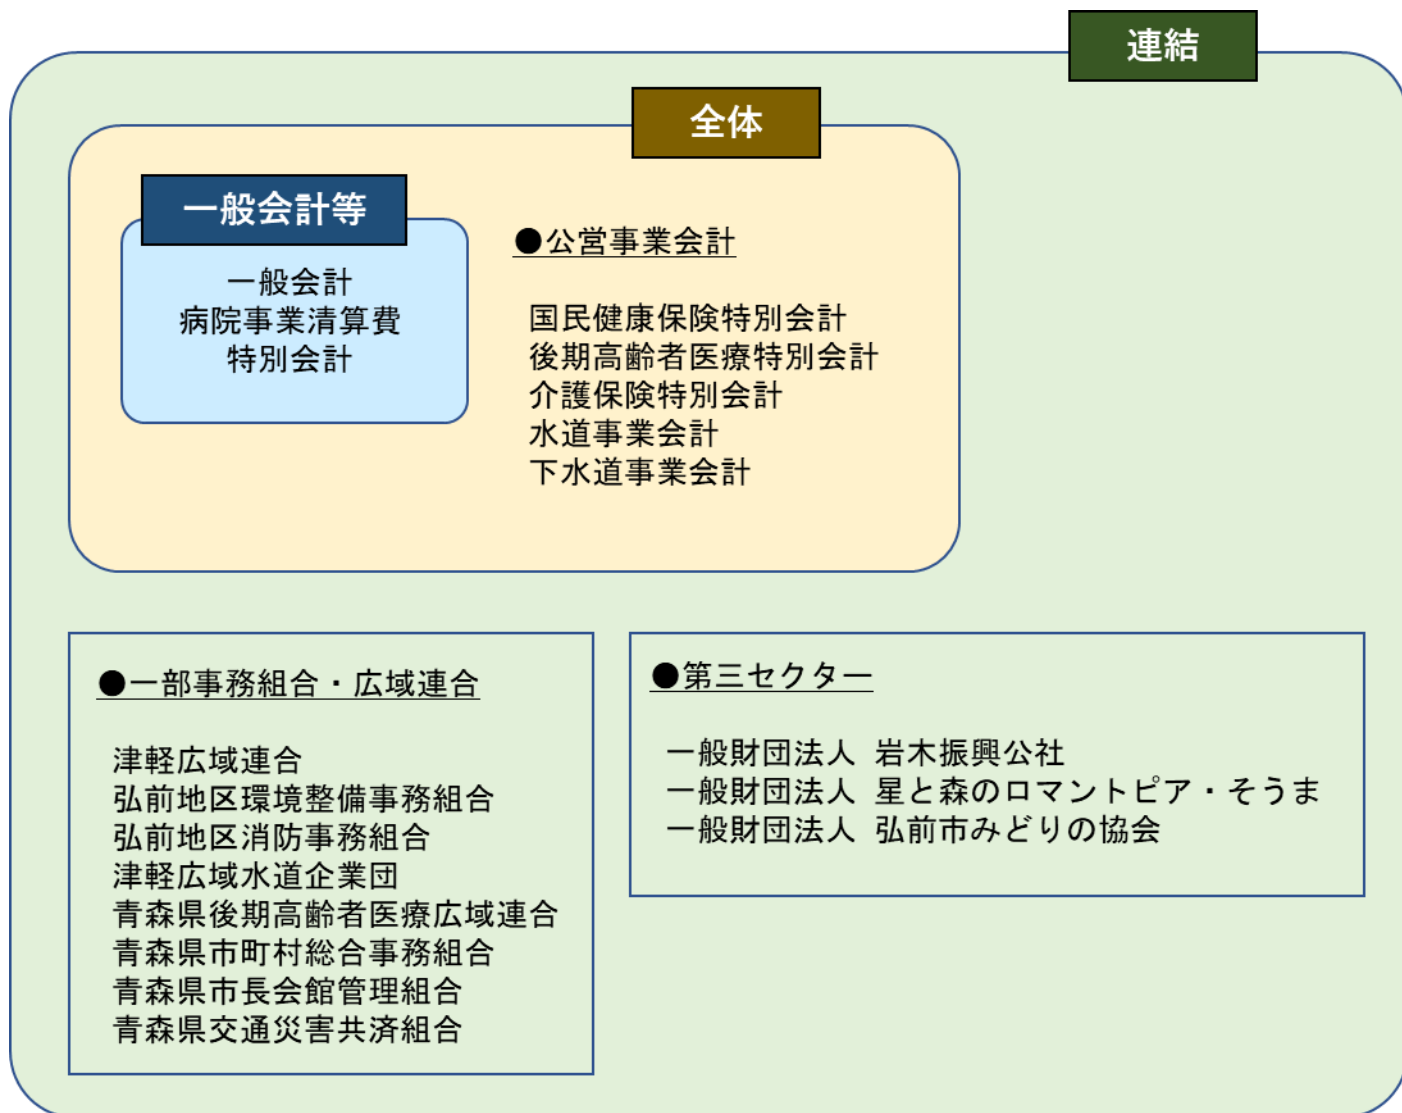 連結
全体
一般会計等
一般会計
病院事業清算費
特別会計
●公営事業会計
国民健康保険特別会計
後期高齢者医療特別会計
介護保険特別会計
水道事業会計
下水道事業会計
●一部事務組合・広域連合
津軽広域連合
弘前地区環境整備事務組合
弘前地区消防事務組合
津軽広域水道企業団
青森県後期高齢者医療広域連合
青森県市町村総合事務組合
青森県市長会館管理組合
青森県交通災害共済組合
●第三セクター
一般財団法人 岩木振興公社
一般財団法人 星と森のロマントピア・そうま
一般財団法人 弘前市みどりの協会